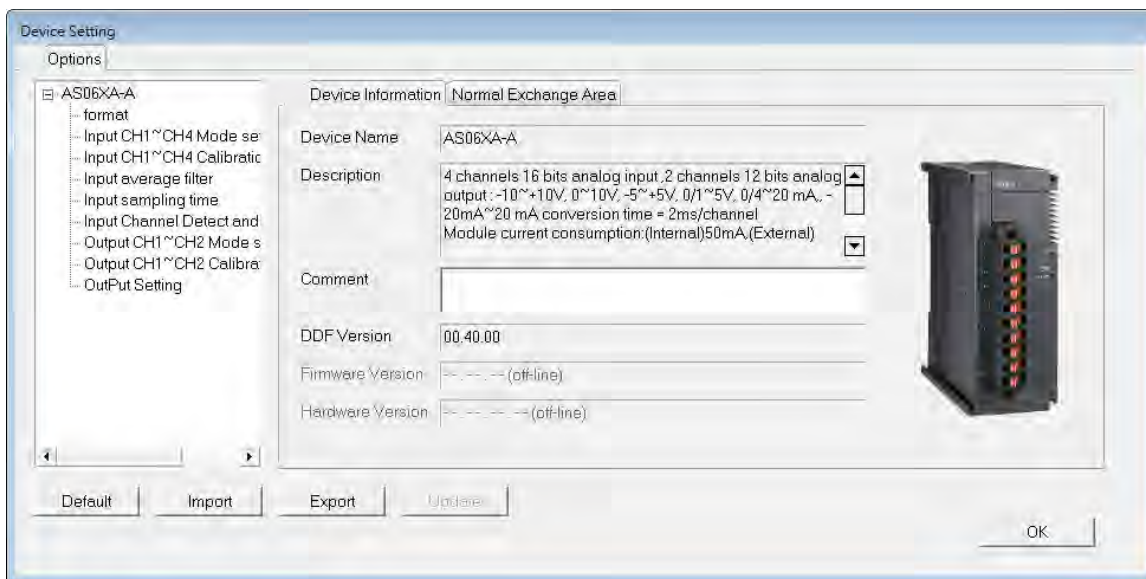 Device Setting
Options
AS06XA-A
format
Input CH1~CH4 Mode se
Input CH1~CH4 Calibratic
Input average filter
Input sampling time
Input Channel Detect and
Output CH1~CH2 Mode s
Output CH1~CH2 Calibra
OutPut Setting
Device Information Normal Exchange Area
Device Name AS06XA-A
Description 4 channels 16 bits analog input ,2 channels 12 bits analog
output : -10~+10V, 0~10V, -5~+5V, 0/1~5V, 0/4~20 mA,, -
20mA~20 mA conversion time = 2ms/channel
Module current consumption:(Internal)50mA,(External)
Comment
DDF Version 00.40.00
Firmware Version --.--.-- (off-line)
Hardware Version --.--.--.-- (off-line)
Default Import Export Update
OK